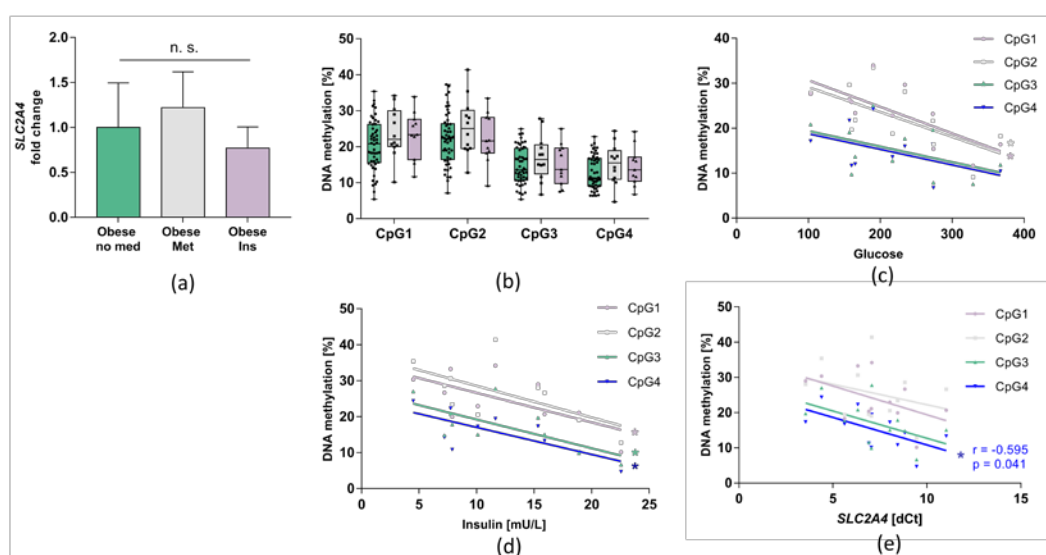 SLC2A4
fold change
2.0
1.5
1.0
0.5
0.0
n. s.
Obese
no med
Obese
Met
Obese
Ins
(a)
DNA methylation [%]
50
40
30
20
10
0
CpG1
CpG2
CpG3
CpG4
(b)
DNA methylation [%]
40
30
20
10
0
0
100
200
300
400
Glucose
CpG1
CpG2
CpG3
CpG4
(c)
DNA methylation [%]
50
40
30
20
10
0
0
5
10
15
20
25
Insulin [mU/L]
CpG1
CpG2
CpG3
CpG4
(d)
DNA methylation [%]
50
40
30
20
10
0
0
5
10
15
SLC2A4 [dCt]
CpG1
CpG2
CpG3
CpG4
r = -0.595
p = 0.041
(e)